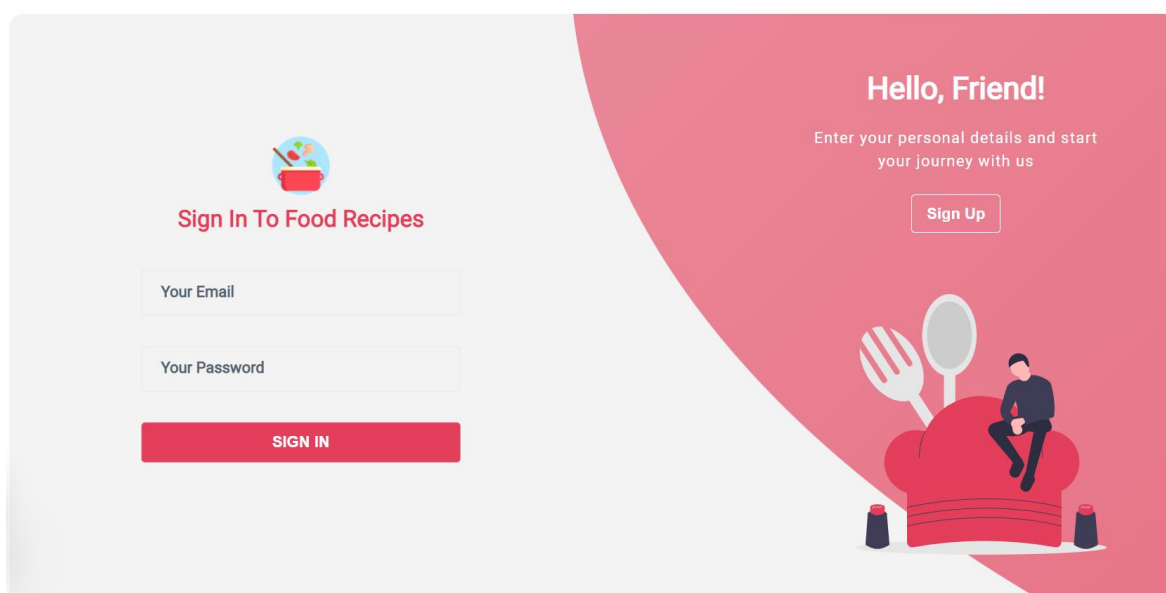 Sign In To Food Recipes
Your Email
Your Password
SIGN IN
Hello, Friend!
Enter your personal details and start
your journey with us
Sign Up